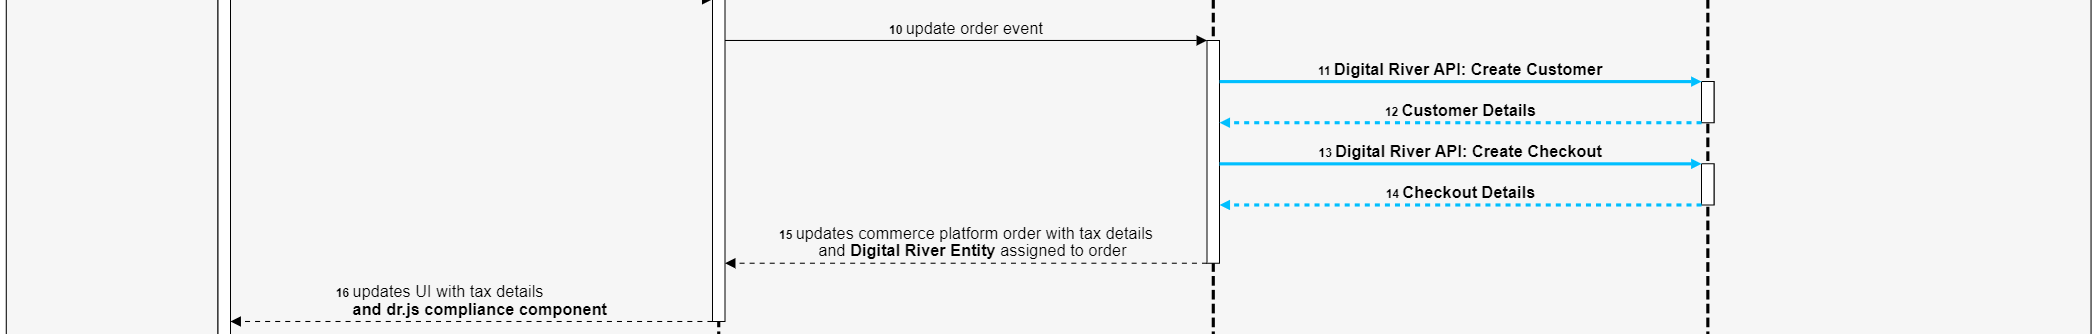 10 update order event
11 Digital River API: Create Customer
12 Customer Details
13 Digital River API: Create Checkout
14 Checkout Details
15 updates commerce platform order with tax details
and Digital River Entity assigned to order
16 updates UI with tax details
and dr.js compliance component